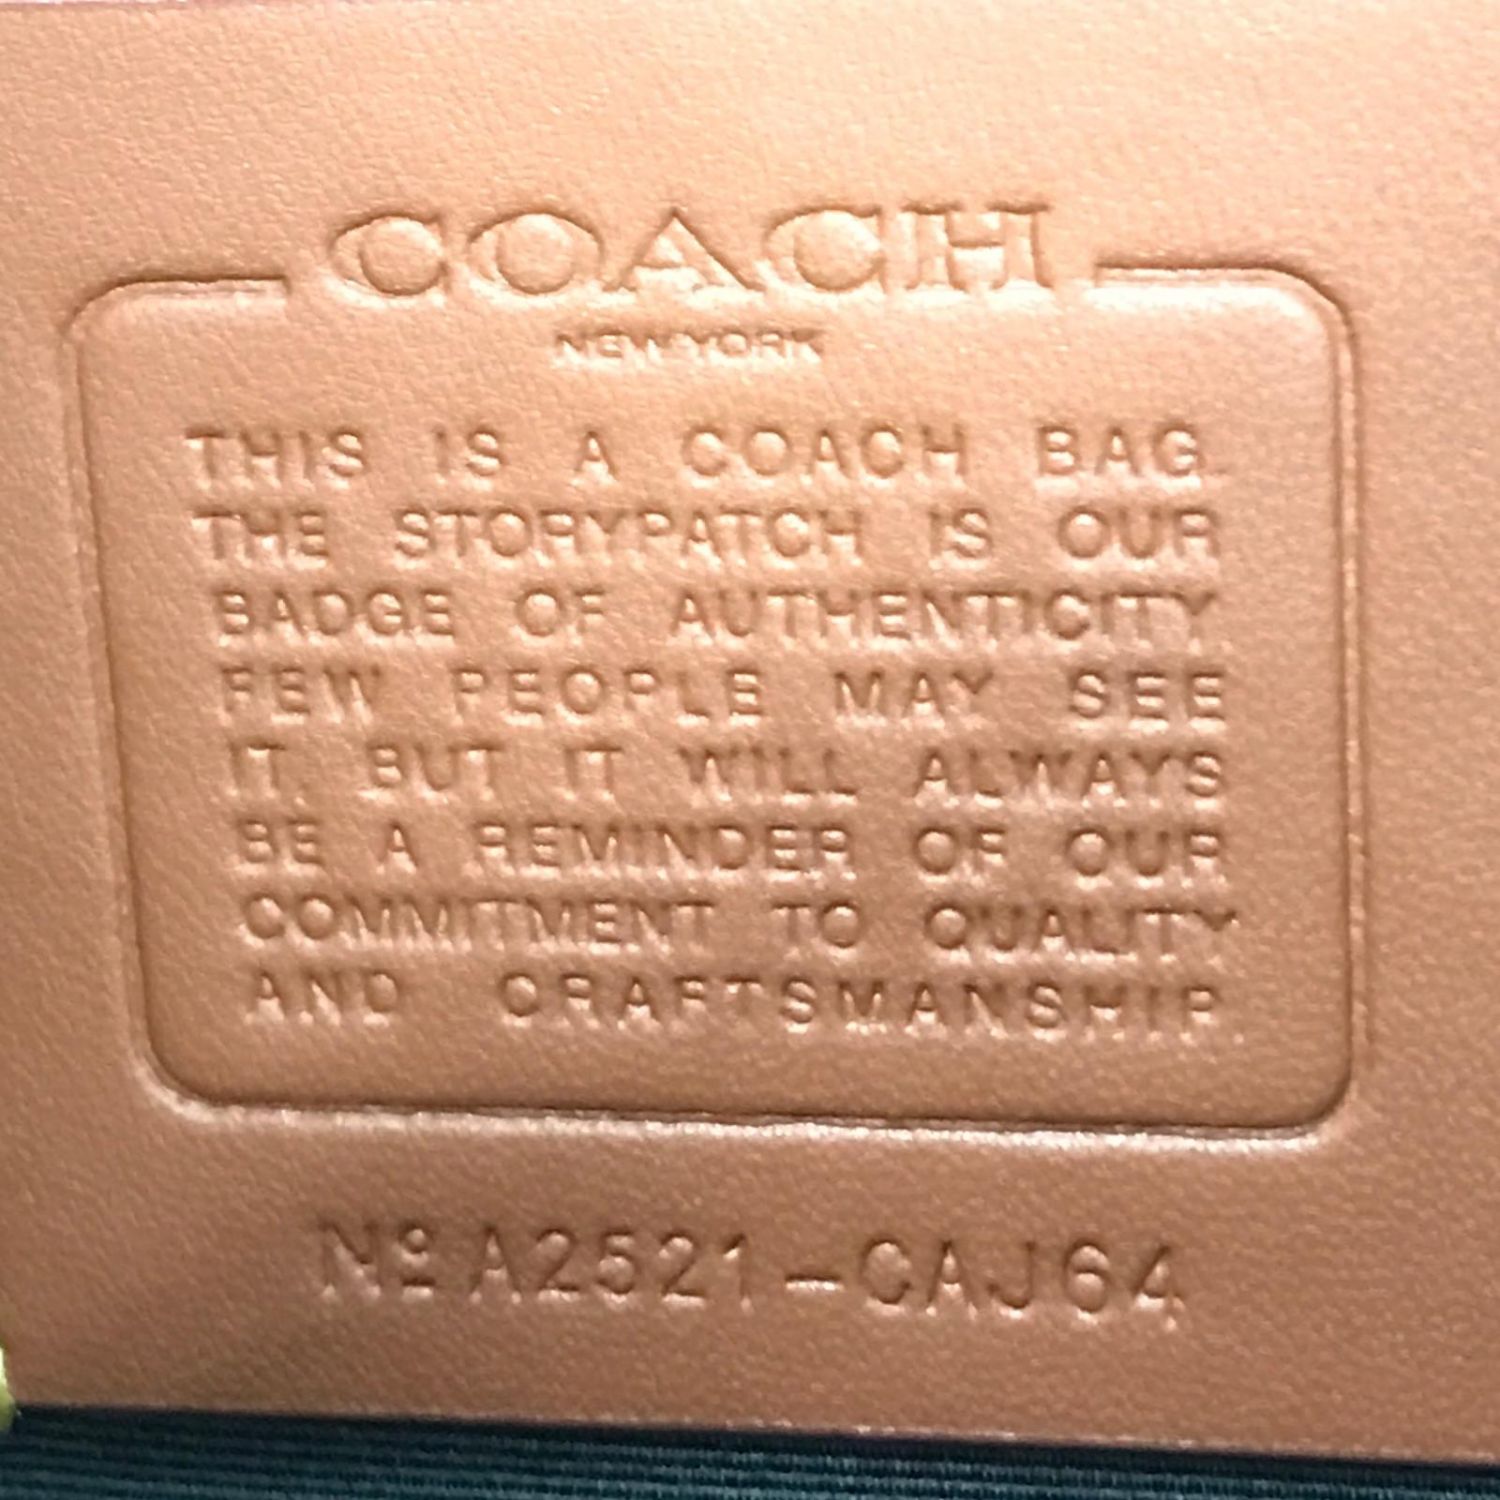 COACH
NEW YORK
THIS IS A COACH BAG.
THE STORYPATCH IS OUR
BADGE OF AUTHENTICITY.
FEW PEOPLE MAY SEE
IT, BUT IT WILL ALWAYS
BE A REMINDER OF OUR
COMMITMENT TO QUALITY
AND CRAFTSMANSHIP.
Nº A2521-CAJ64